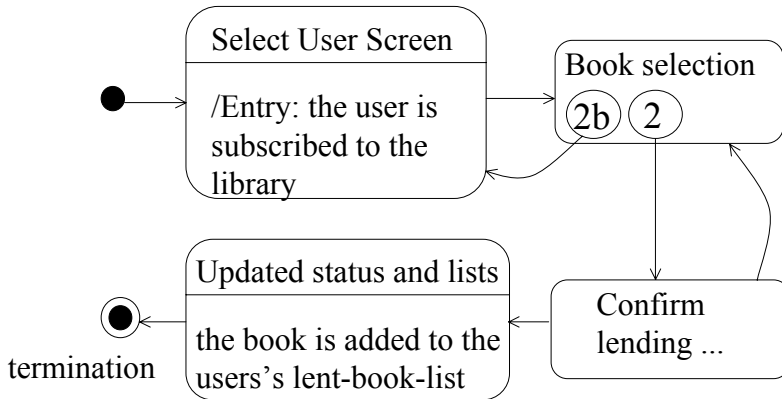 Select User Screen
/Entry: the user is
subscribed to the
library
Book selection
2b 2
Updated status and lists
the book is added to the
users's lent-book-list
Confirm
lending ...
termination